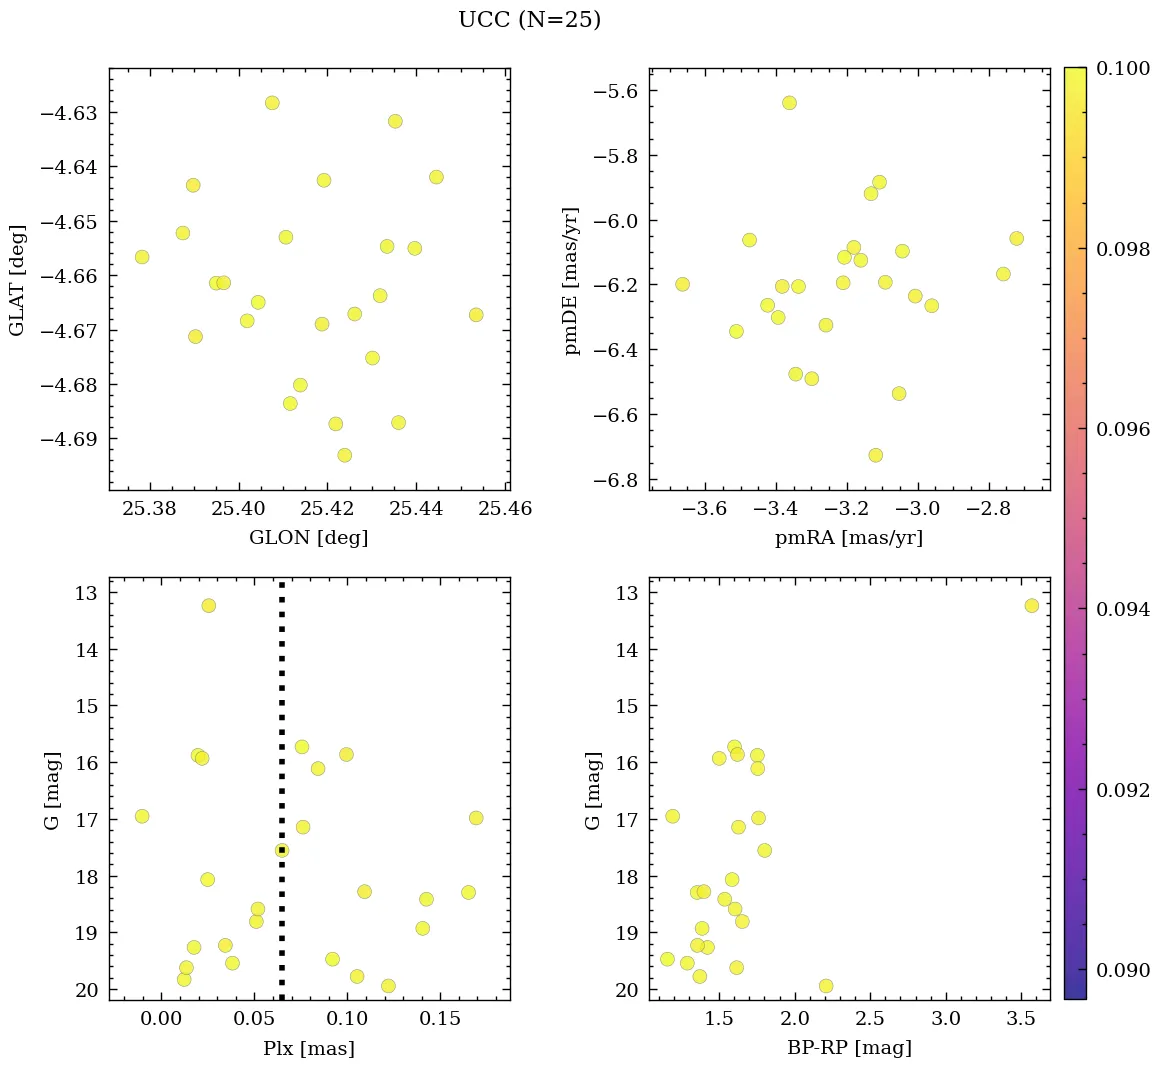 UCC (N=25)
−4.63
−4.64
−4.65
−4.66
−4.67
−4.68
−4.69
GLAT [deg]
25.38 25.40 25.42 25.44 25.46
GLON [deg]
−5.6
−5.8
−6.0
−6.2
−6.4
−6.6
−6.8
pmDE [mas/yr]
−3.6 −3.4 −3.2 −3.0 −2.8
pmRA [mas/yr]
13
14
15
16
17
18
19
20
G [mag]
0.00 0.05 0.10 0.15
Plx [mas]
13
14
15
16
17
18
19
20
G [mag]
1.5 2.0 2.5 3.0 3.5
BP-RP [mag]
0.100
0.098
0.096
0.094
0.092
0.090